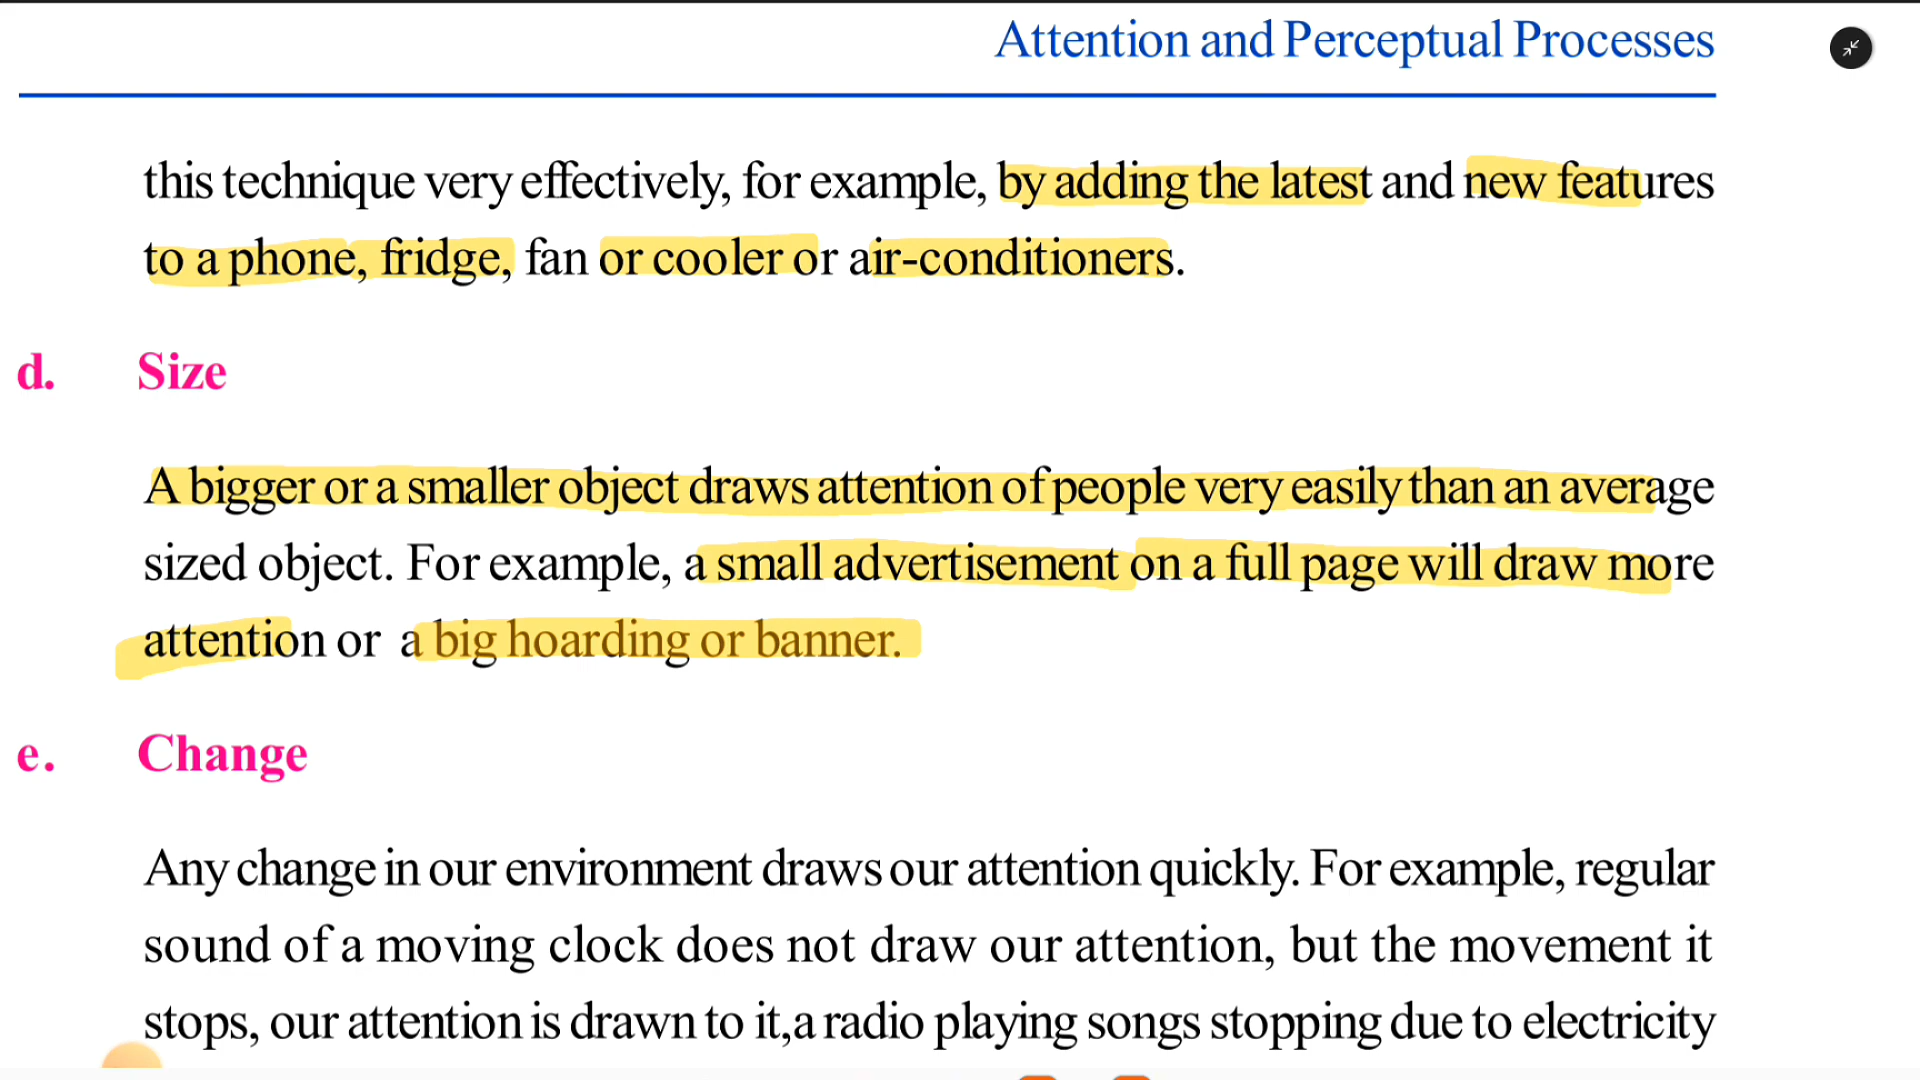 Attention and Perceptual Processes
this technique very effectively, for example, by adding the latest and new features
to a phone, fridge, fan or cooler or air-conditioners.
d. Size
A bigger or a smaller object draws attention of people very easily than an average
sized object. For example, a small advertisement on a full page will draw more
attention or a big hoarding or banner.
e. Change
Any change in our environment draws our attention quickly. For example, regular
sound of a moving clock does not draw our attention, but the movement it
stops, our attention is drawn to it,a radio playing songs stopping due to electricity